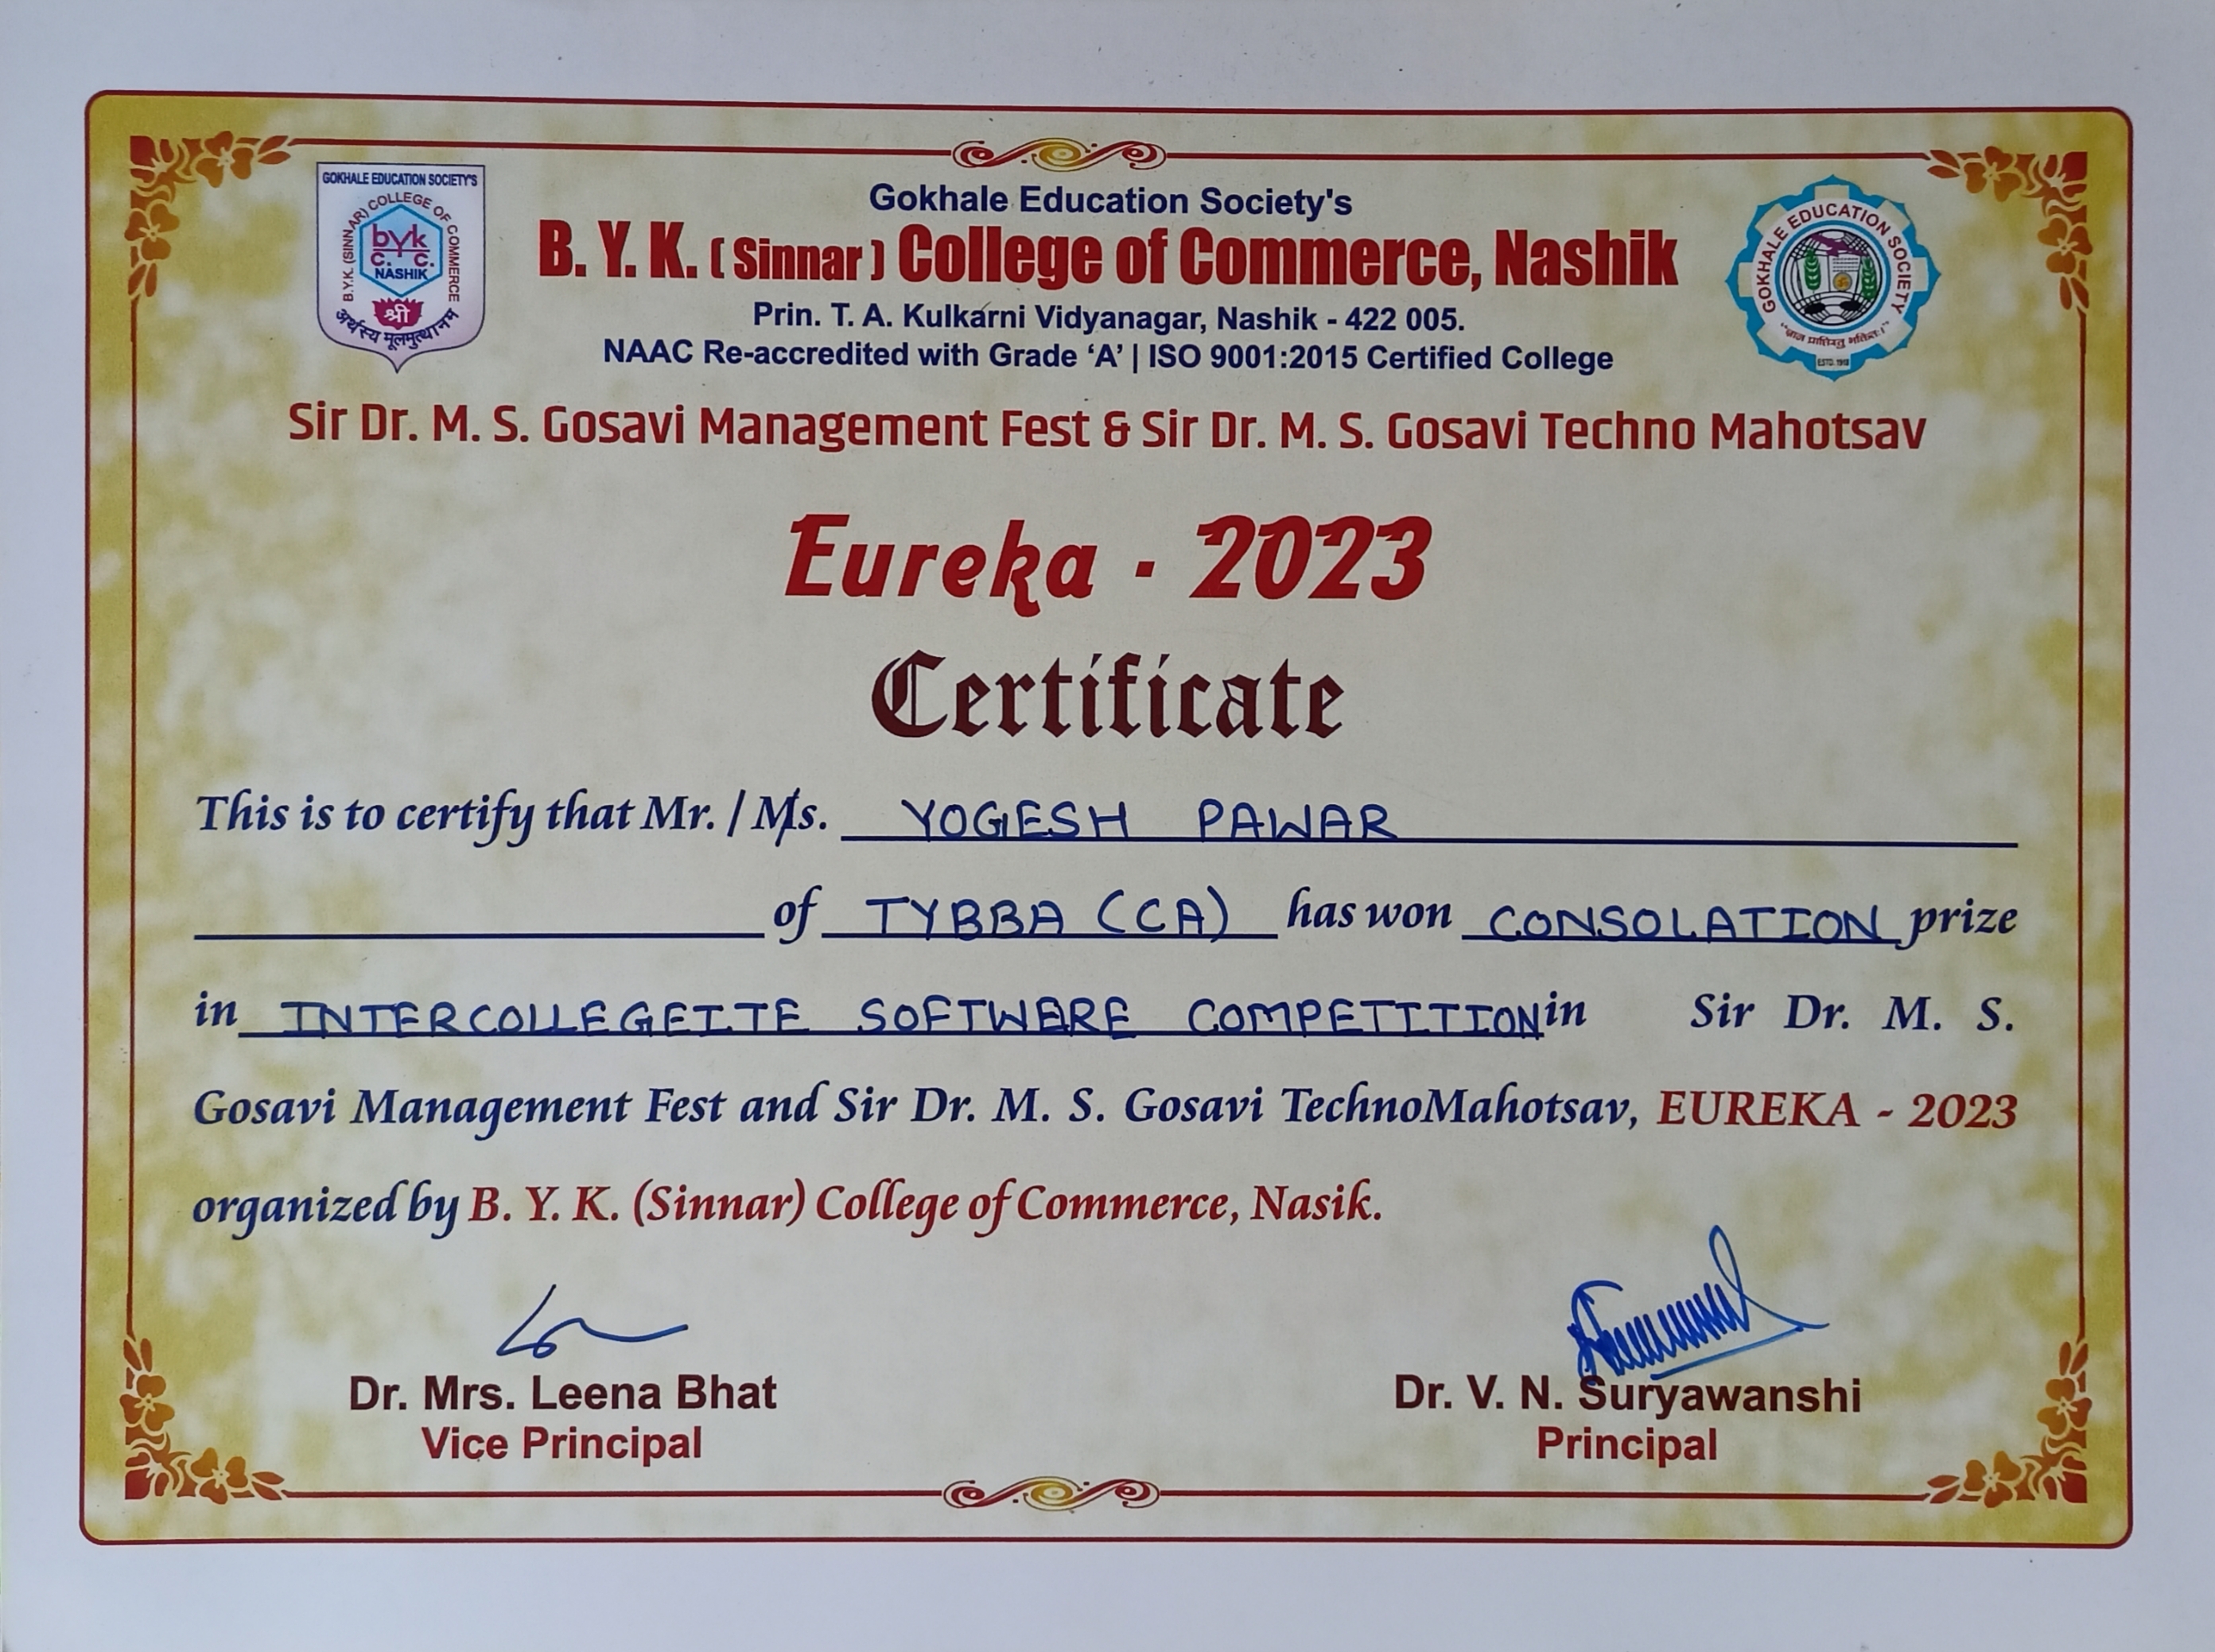 GOKHALE EDUCATION SOCIETY'S
B.Y.K. (SINNAR) COLLEGE OF COMMERCE
byk
C. C.
NASHIK
श्री
अर्थस्य मूलमुत्थानम
Gokhale Education Society's
B. Y. K. ( Sinnar ) College of Commerce, Nashik
Prin. T. A. Kulkarni Vidyanagar, Nashik - 422 005.
NAAC Re-accredited with Grade ‘A’ | ISO 9001:2015 Certified College
GOKHALE EDUCATION SOCIETY
ESTD. 1918
Sir Dr. M. S. Gosavi Management Fest & Sir Dr. M. S. Gosavi Techno Mahotsav
Eureka - 2023
Certificate
This is to certify that Mr. / Ms. YOGESH PAWAR
of TYBBA (CA) has won CONSOLATION prize
in INTERCOLLEGEITE SOFTWARE COMPETITION in Sir Dr. M. S.
Gosavi Management Fest and Sir Dr. M. S. Gosavi TechnoMahotsav, EUREKA - 2023
organized by B. Y. K. (Sinnar) College of Commerce, Nasik.
Dr. Mrs. Leena Bhat
Vice Principal
Dr. V. N. Suryawanshi
Principal